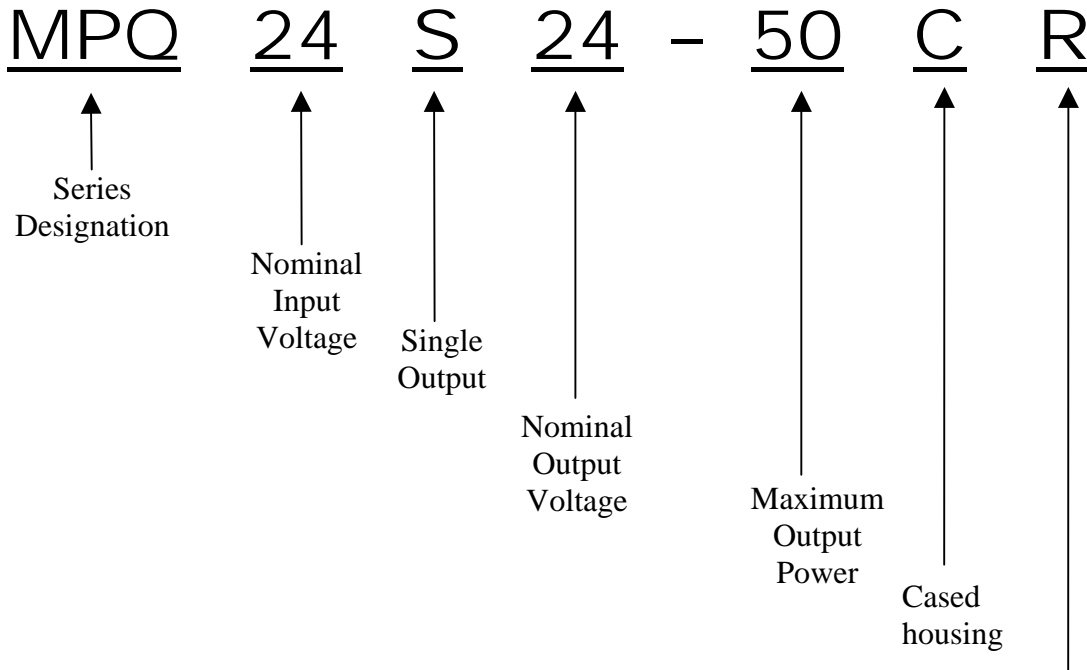 MPQ 24 S 24 - 50 C R
Series
Designation
Nominal
Input
Voltage
Single
Output
Nominal
Output
Voltage
Maximum
Output
Power
Cased
housing